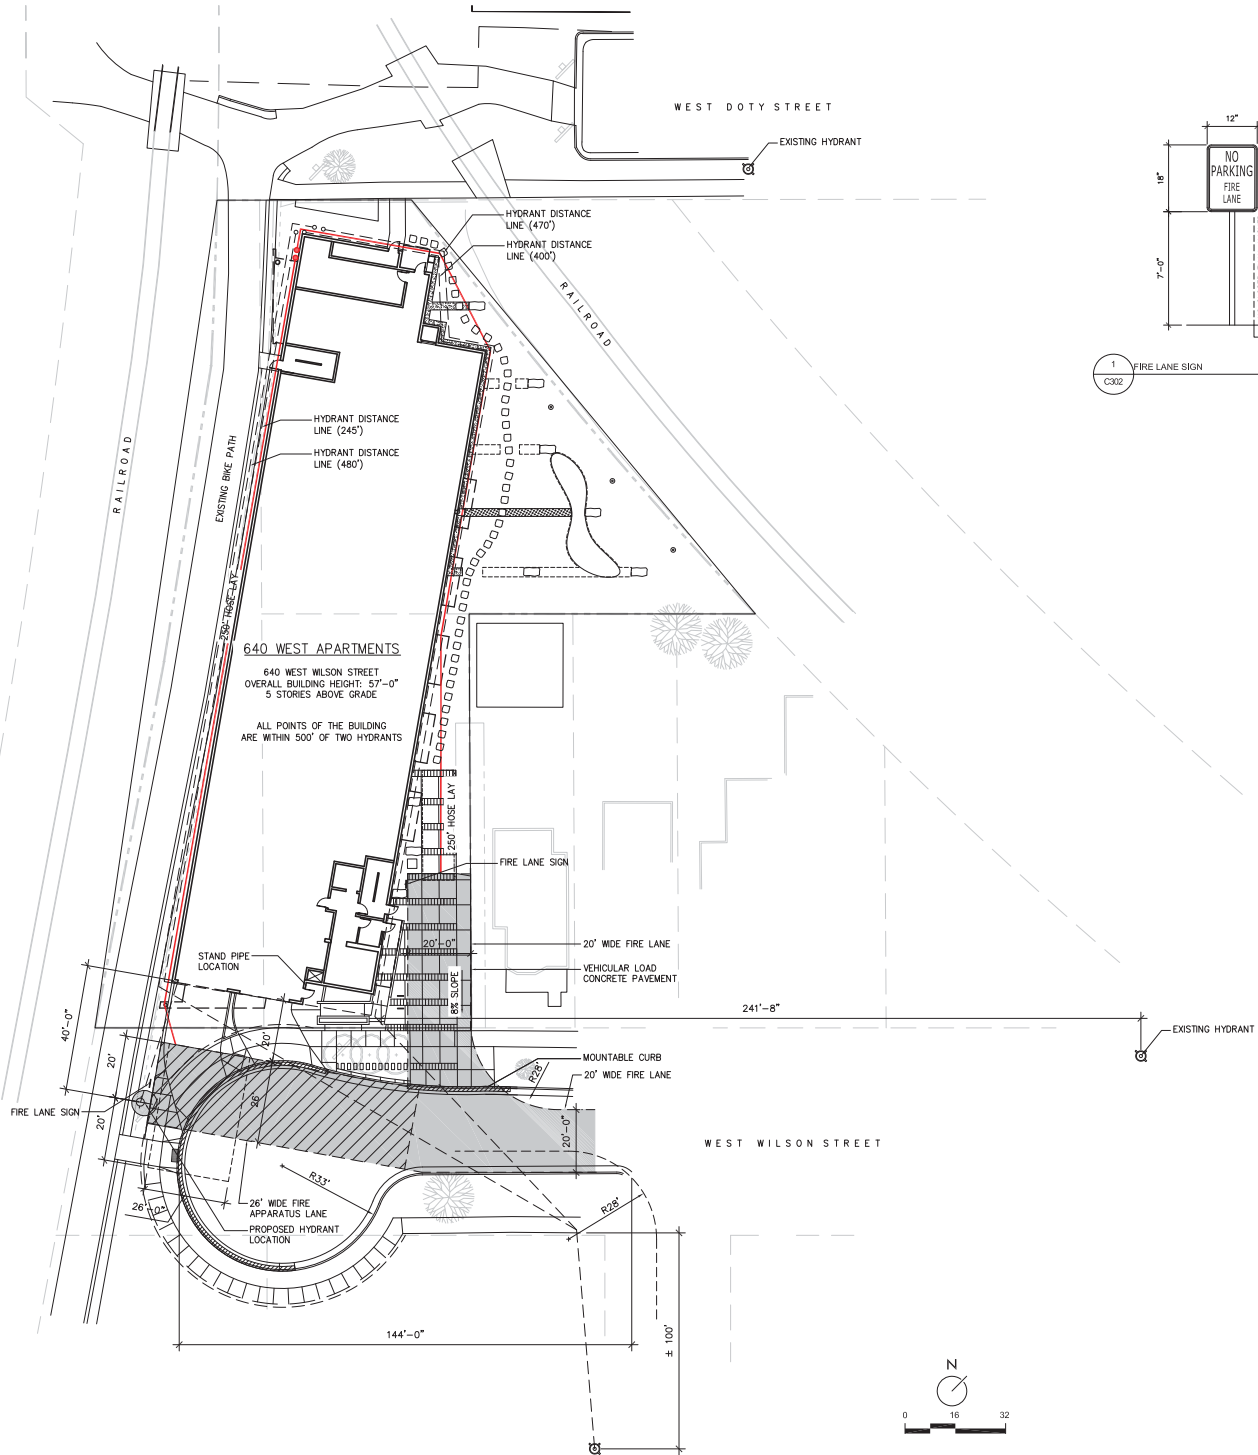 WEST DOTY STREET
EXISTING HYDRANT
12"
NO
PARKING
FIRE
LANE
18"
7'-0"
1
C302
FIRE LANE SIGN
HYDRANT DISTANCE
LINE (470')
HYDRANT DISTANCE
LINE (400')
RAILROAD
HYDRANT DISTANCE
LINE (245')
HYDRANT DISTANCE
LINE (480')
RAILROAD
EXISTING BIKE PATH
250' HOSE LAY
640 WEST APARTMENTS
640 WEST WILSON STREET
OVERALL BUILDING HEIGHT: 57'-0"
5 STORIES ABOVE GRADE
ALL POINTS OF THE BUILDING
ARE WITHIN 500' OF TWO HYDRANTS
250' HOSE LAY
FIRE LANE SIGN
20'-0"
20' WIDE FIRE LANE
STAND PIPE
LOCATION
VEHICULAR LOAD
CONCRETE PAVEMENT
8% SLOPE
241'-8"
EXISTING HYDRANT
40'-0"
20'
20'
MOUNTABLE CURB
R28'
20' WIDE FIRE LANE
26'
FIRE LANE SIGN
20'
20'-0"
WEST WILSON STREET
R33'
26'-0"
26' WIDE FIRE
APPARATUS LANE
PROPOSED HYDRANT
LOCATION
R28'
144'-0"
± 100'
N
0 16 32